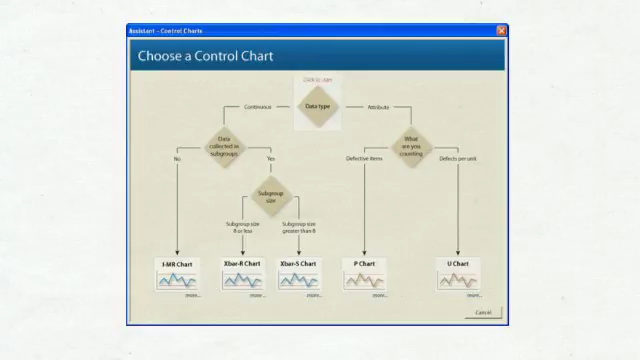 Assistant - Control Charts
Choose a Control Chart
Click to start
Data type
Continuous
Attribute
Data
collected in
subgroups
What
are you
counting
No
Yes
Defective items
Defects per unit
Subgroup
size
Subgroup size
8 or less
Subgroup size
greater than 8
I-MR Chart
Xbar-R Chart
Xbar-S Chart
P Chart
U Chart
more...
more...
more...
more...
more...
Cancel